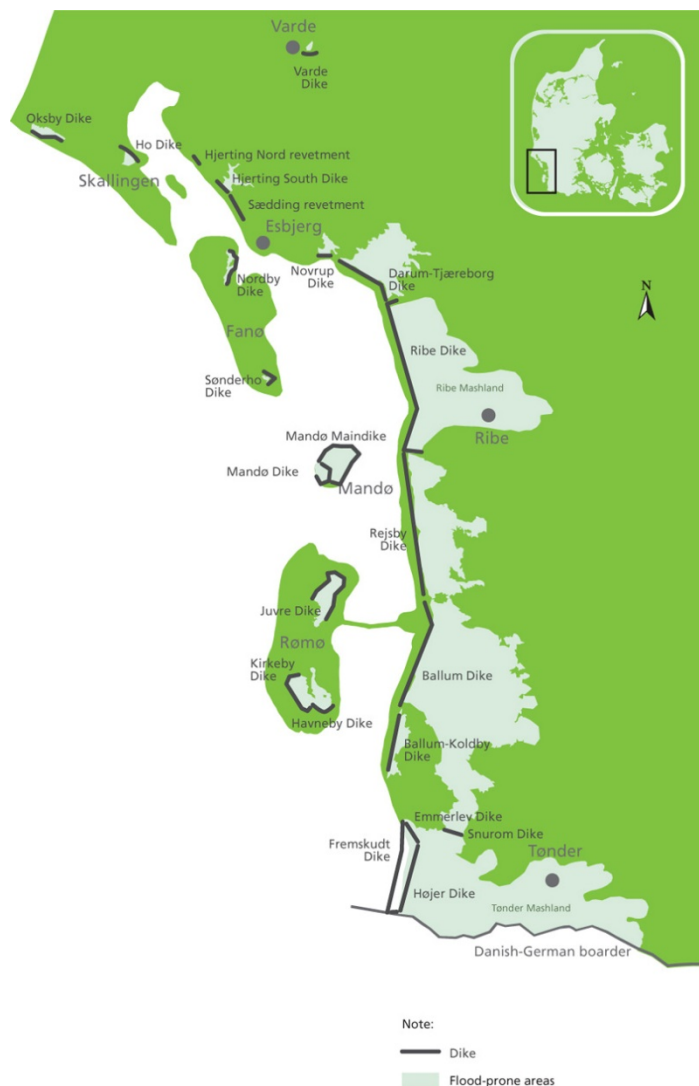 Varde
Varde
Dike
Oksby Dike
Ho Dike
Hjerting Nord revetment
Skallingen
Hjerting South Dike
Sædding revetment
Esbjerg
Novrup
Dike
Nordby
Dike
Darum-Tjæreborg
Dike
N
Fanø
Ribe Dike
Sønderho
Dike
Ribe Mashland
Ribe
Mandø Maindike
Mandø Dike
Mandø
Rejsby
Dike
Juvre Dike
Rømø
Kirkeby
Dike
Ballum Dike
Havneby Dike
Ballum-Koldby
Dike
Emmerlev Dike
Snurom Dike
Fremskudt
Dike
Tønder
Højer Dike
Tønder Mashland
Danish-German boarder
Note:
Dike
Flood-prone areas